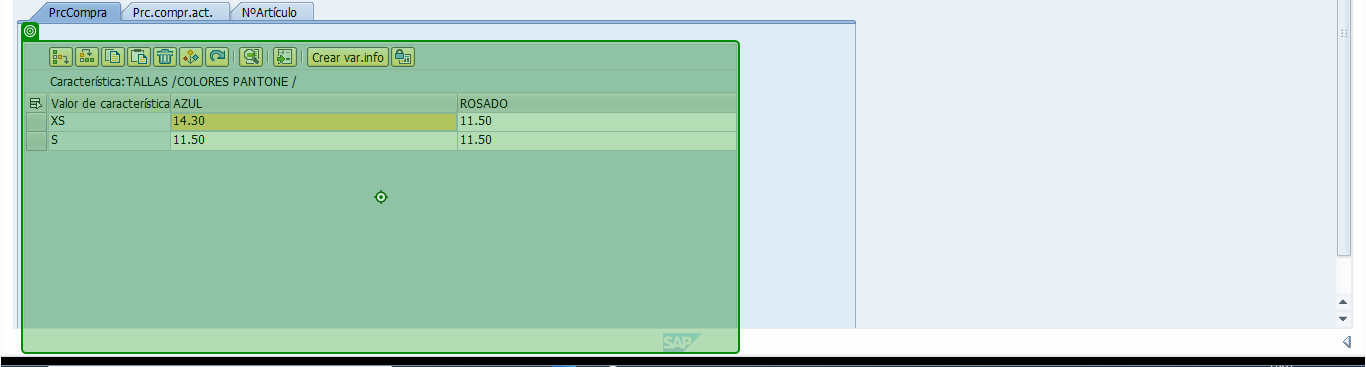 PrcCompra Prc.compr.act. NºArtículo
Crear var.info
Característica:TALLAS /COLORES PANTONE /
Valor de característica AZUL ROSADO
XS 14.30 11.50
S 11.50 11.50
SAP